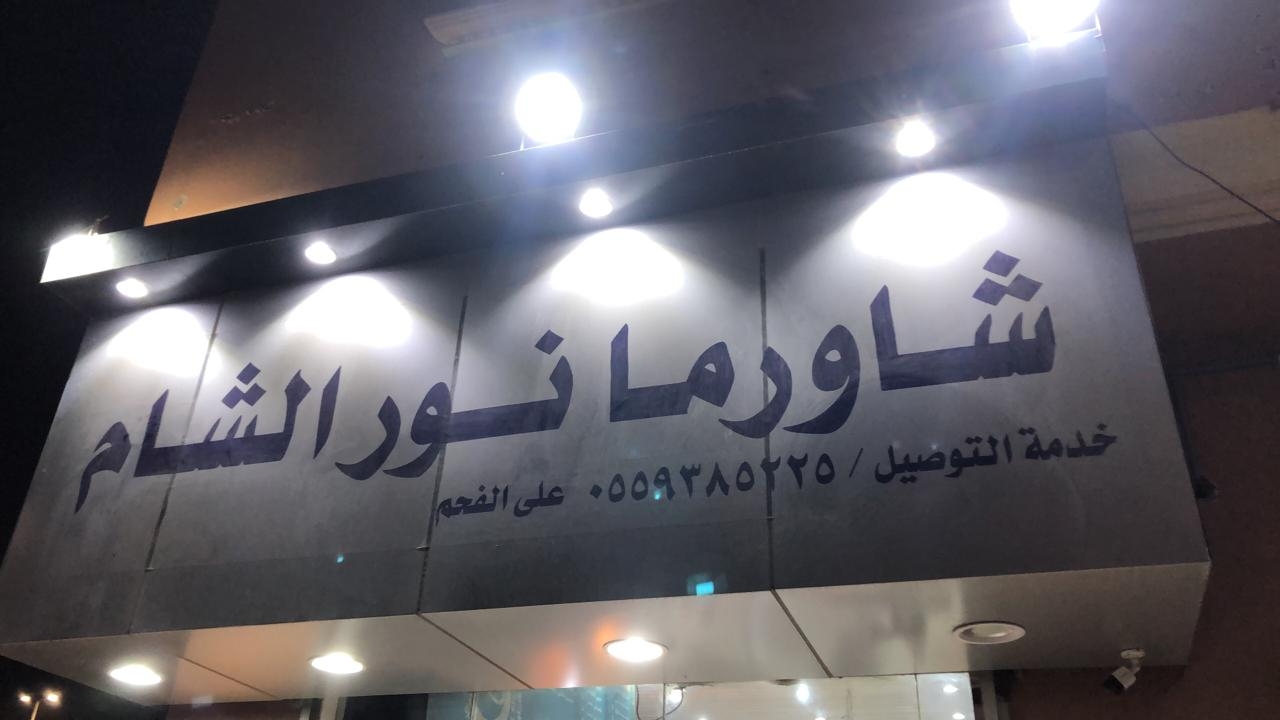 شاورما نور الشام
خدمة التوصيل / ٠٥٥٩٣٨٥٢٢٥ على الفحم